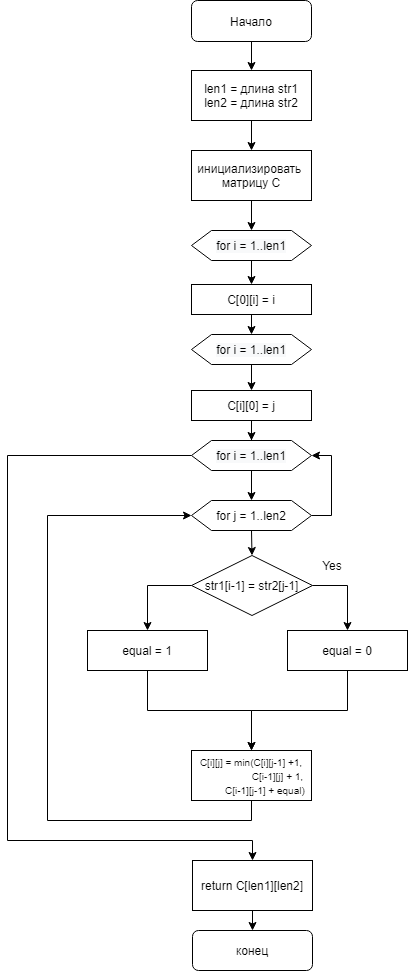 Начало
len1 = длина str1
len2 = длина str2
инициализировать
матрицу С
for i = 1..len1
C[0][i] = i
for i = 1..len1
C[i][0] = j
for i = 1..len1
for j = 1..len2
Yes
str1[i-1] = str2[j-1]
equal = 1
equal = 0
C[i][j] = min(C[i][j-1] +1,
C[i-1][j] + 1,
C[i-1][j-1] + equal)
return C[len1][len2]
конец